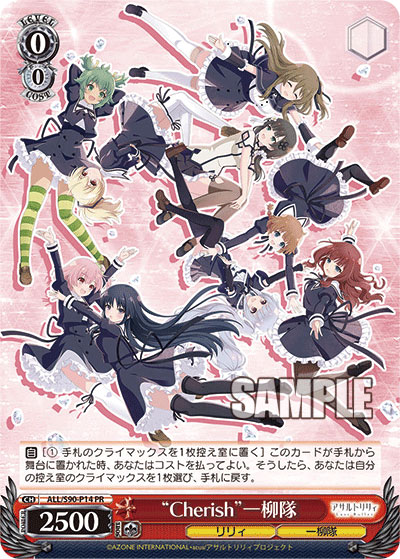 LEVEL
0
0
COST
SAMPLE
自［① 手札のクライマックスを1枚控え室に置く］このカードが手札から
舞台に置かれた時、あなたはコストを払ってよい。そうしたら、あなたは自分
の控え室のクライマックスを1枚選び、手札に戻す。
CH
ALL/S90-P14 PR
POWER
2500
“Cherish”一柳隊
リリィ
一柳隊
アサルトリリィ
©AZONE INTERNATIONAL・acus/アサルトリリィプロジェクト